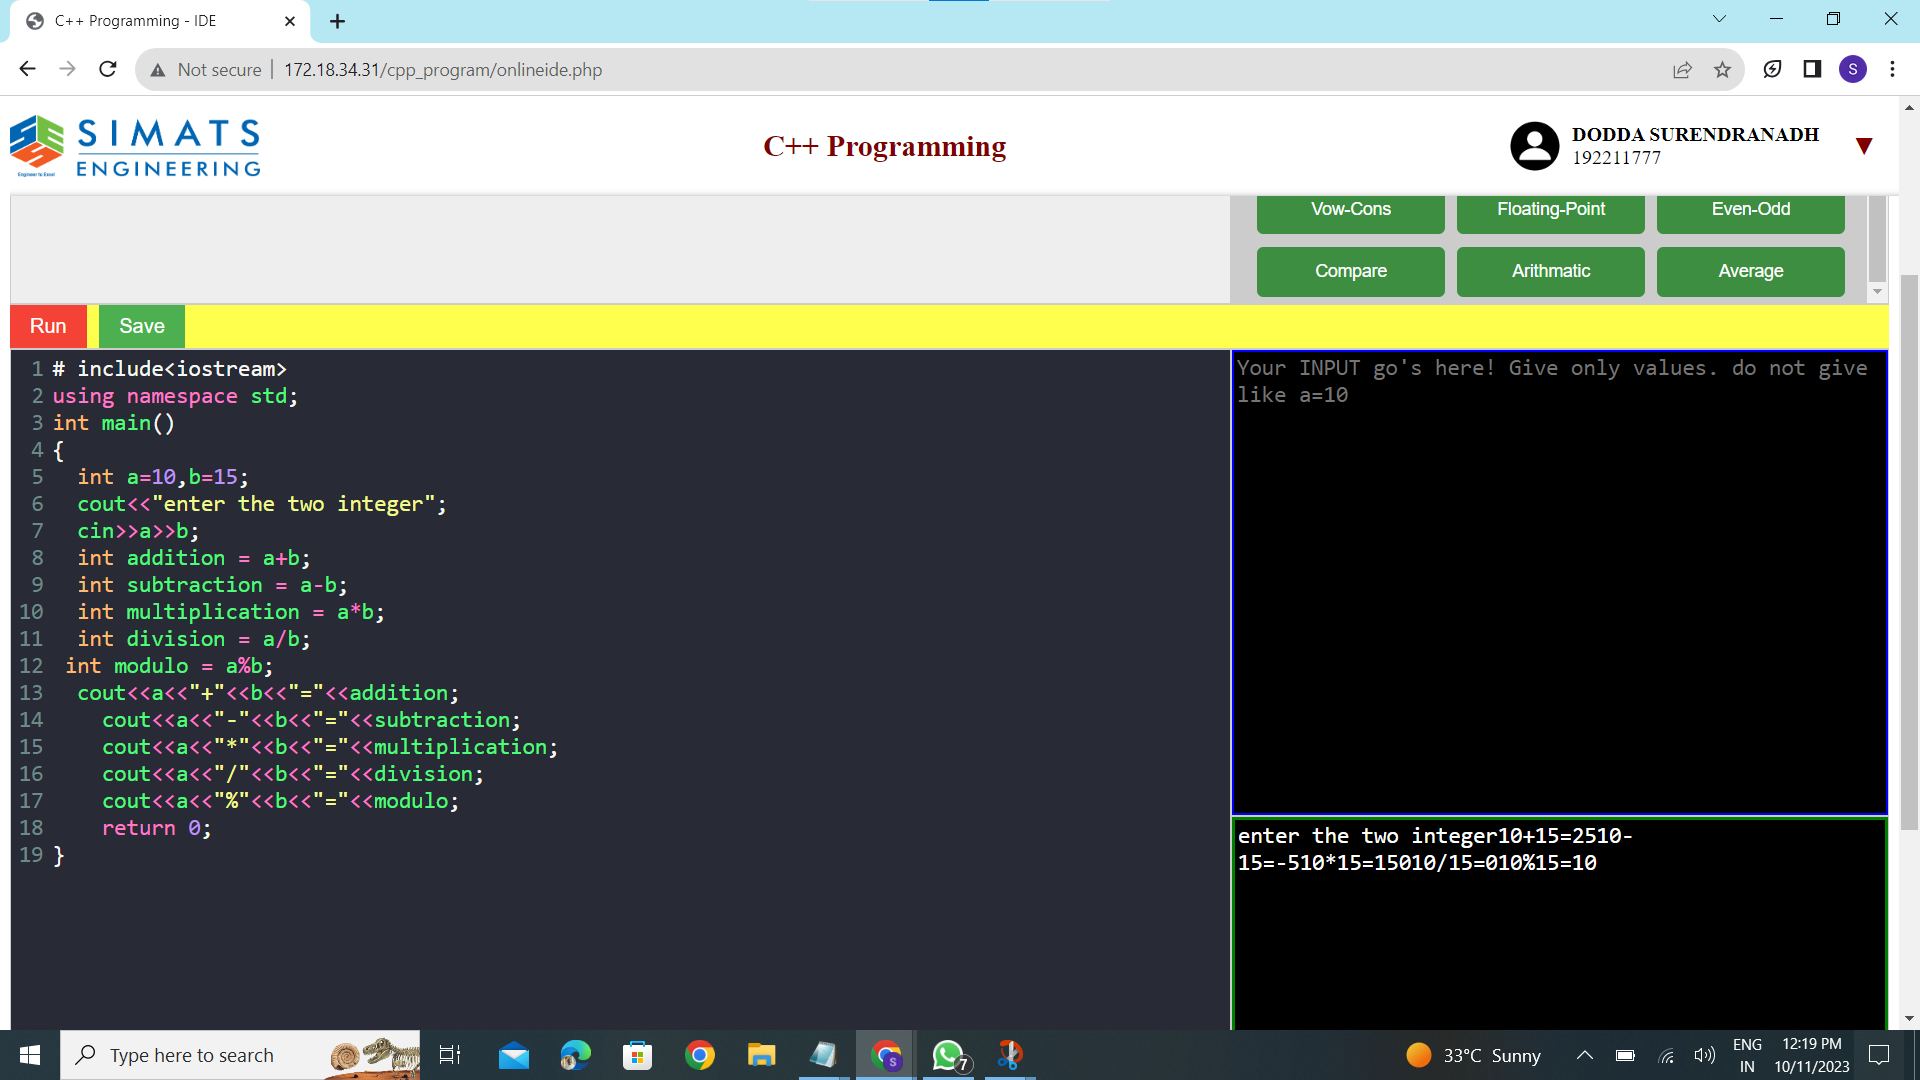 C++ Programming - IDE
Not secure 172.18.34.31/cpp_program/onlineide.php
S
SIMATS
ENGINEERING
Engineer to Excel
C++ Programming
DODDA SURENDRANADH
192211777
Vow-Cons Floating-Point Even-Odd
Compare Arithmatic Average
Run Save
1 # include<iostream>
2 using namespace std;
3 int main()
4 {
5 int a=10,b=15;
6 cout<<"enter the two integer";
7 cin>>a>>b;
8 int addition = a+b;
9 int subtraction = a-b;
10 int multiplication = a*b;
11 int division = a/b;
12 int modulo = a%b;
13 cout<<a<<"+"<<b<<"="<<addition;
14 cout<<a<<"-"<<b<<"="<<subtraction;
15 cout<<a<<"*"<<b<<"="<<multiplication;
16 cout<<a<<"/"<<b<<"="<<division;
17 cout<<a<<"%"<<b<<"="<<modulo;
18 return 0;
19 }
Your INPUT go's here! Give only values. do not give
like a=10
enter the two integer10+15=2510-
15=-510*15=15010/15=010%15=10
Type here to search
S
7
33°C Sunny
ENG
IN
12:19 PM
10/11/2023